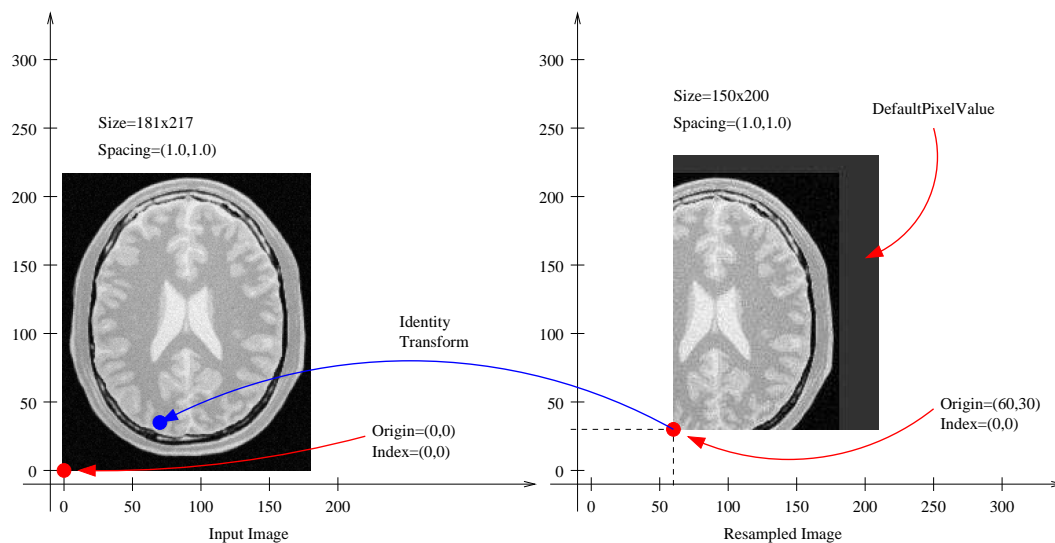 300
250
200
150
100
50
0
Size=181x217
Spacing=(1.0,1.0)
Identity
Transform
Origin=(0,0)
Index=(0,0)
0 50 100 150 200
Input Image
300
250
200
150
100
50
0
Size=150x200
Spacing=(1.0,1.0)
DefaultPixelValue
Origin=(60,30)
Index=(0,0)
0 50 100 150 200 250 300
Resampled Image